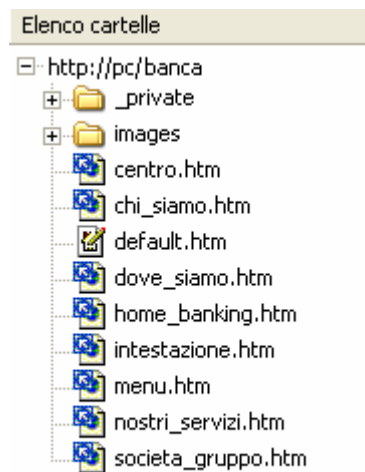 Elenco cartelle
http://pc/banca
_private
images
centro.htm
chi_siamo.htm
default.htm
dove_siamo.htm
home_banking.htm
intestazione.htm
menu.htm
nostri_servizi.htm
societa_gruppo.htm